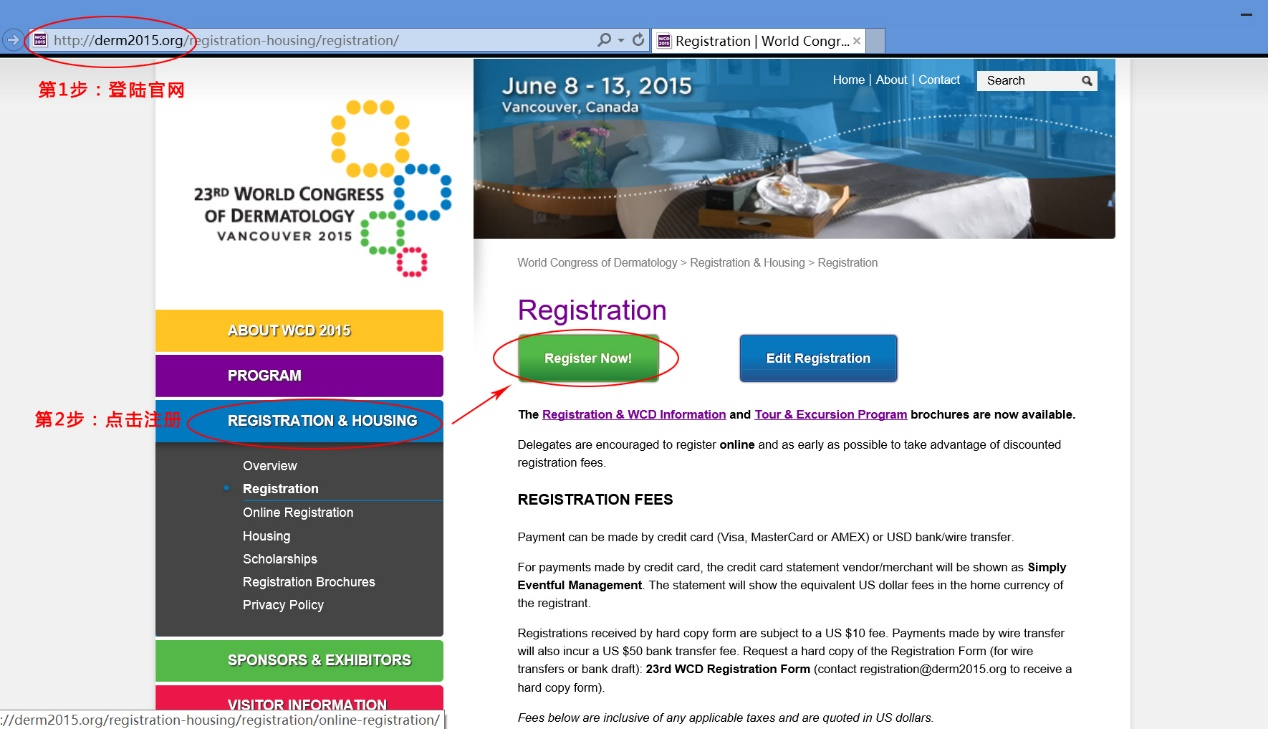 http://derm2015.org/registration-housing/registration/
Registration | World Congr...
第1步：登陆官网
June 8 - 13, 2015
Vancouver, Canada
Home | About | Contact
Search
23RD WORLD CONGRESS
OF DERMATOLOGY
VANCOUVER 2015
World Congress of Dermatology > Registration & Housing > Registration
Registration
Register Now!
Edit Registration
ABOUT WCD 2015
PROGRAM
第2步：点击注册
REGISTRATION & HOUSING
Overview
Registration
Online Registration
Housing
Scholarships
Registration Brochures
Privacy Policy
SPONSORS & EXHIBITORS
VISITOR INFORMATION
The Registration & WCD Information and Tour & Excursion Program brochures are now available.
Delegates are encouraged to register online and as early as possible to take advantage of discounted
registration fees.
REGISTRATION FEES
Payment can be made by credit card (Visa, MasterCard or AMEX) or USD bank/wire transfer.
For payments made by credit card, the credit card statement vendor/merchant will be shown as Simply
Eventful Management. The statement will show the equivalent US dollar fees in the home currency of
the registrant.
Registrations received by hard copy form are subject to a US $10 fee. Payments made by wire transfer
will also incur a US $50 bank transfer fee. Request a hard copy of the Registration Form (for wire
transfers or bank draft): 23rd WCD Registration Form (contact registration@derm2015.org to receive a
hard copy form).
Fees below are inclusive of any applicable taxes and are quoted in US dollars.
://derm2015.org/registration-housing/registration/online-registration/